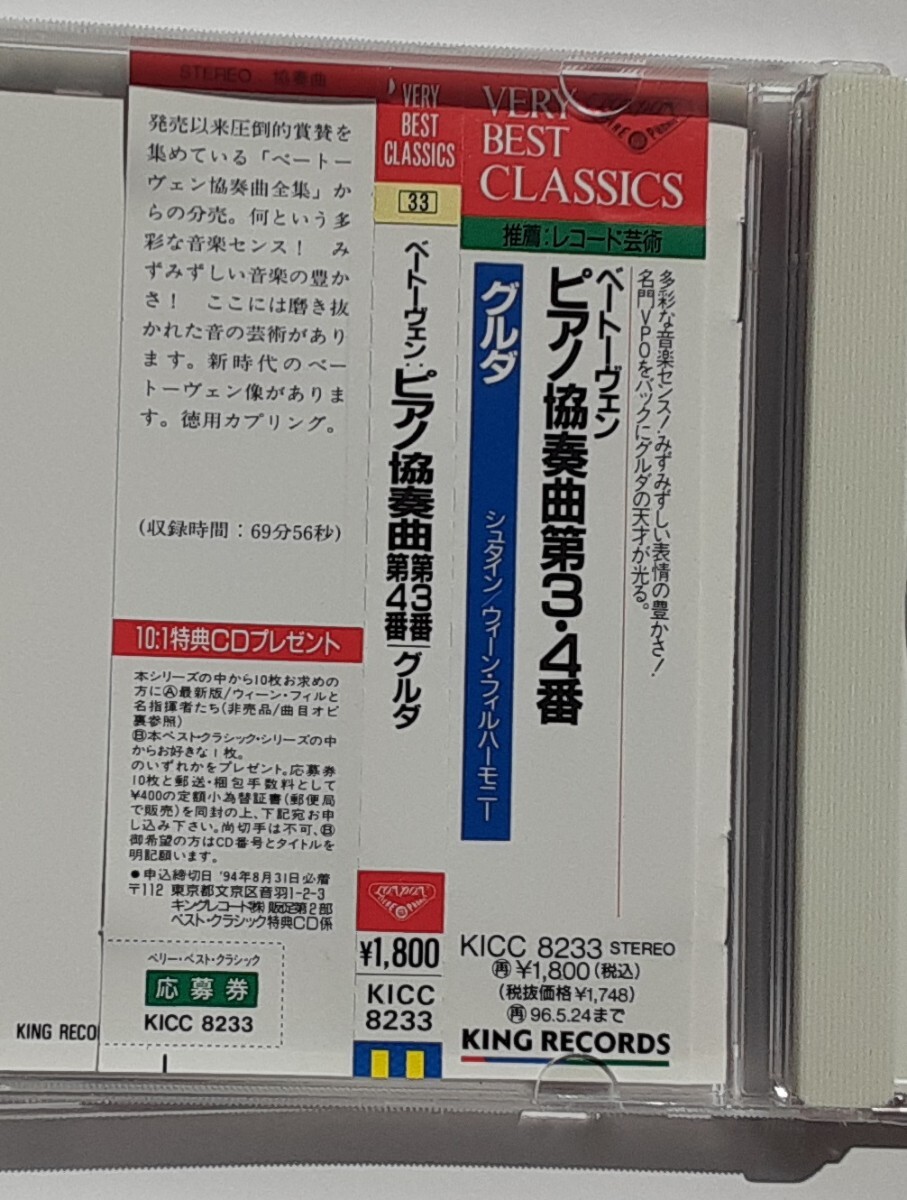 STEREO 協奏曲
発売以来圧倒的賞賛を
集めている「ベートー
ヴェン協奏曲全集」か
らの分売。何という多
彩な音楽センス! み
ずみずしい音楽の豊か
さ! ここには磨き抜
かれた音の芸術があり
ます。新時代のベー
トーヴェン像がありま
す。徳用カプリング。
(収録時間:69分56秒)
10:1特典CDプレゼント
本シリーズの中から10枚お求めの
方にⒶ最新版/ウィーン・フィルと
名指揮者たち(非売品/曲目オビ
裏参照)
Ⓑ本ベスト・クラシック・シリーズの中
からお好きな1枚。
のいずれかをプレゼント。応募券
10枚と郵送・梱包手数料として
¥400の定額小為替証書(郵便局
で販売)を同封の上、下記宛お申
し込み下さい。尚切手は不可、Ⓑ
御希望の方はCD番号とタイトルを
明記願います。
●申込締切日 '94年8月31日必着
〒112 東京都文京区音羽1-2-3
キングレコード㈱販促第2部
ベスト・クラシック特典CD係
ベリー・ベスト・クラシック
応募券
KICC 8233
KING RECO
VERY
BEST
CLASSICS
33
ベートーヴェン:ピアノ協奏曲 第3番
第4番
グルダ
¥1,800
KICC
8233
VERY
BEST
CLASSICS
推薦:レコード芸術
多彩な音楽センス!みずみずしい表情の豊かさ!
名門VPOをバックにグルダの天才が光る。
ベートーヴェン
ピアノ協奏曲第3・4番
グルダ
シュタイン/ウィーン・フィルハーモニー
KICC 8233 STEREO
㊢¥1,800(税込)
(税抜価格¥1,748)
96.5.24まで
KING RECORDS